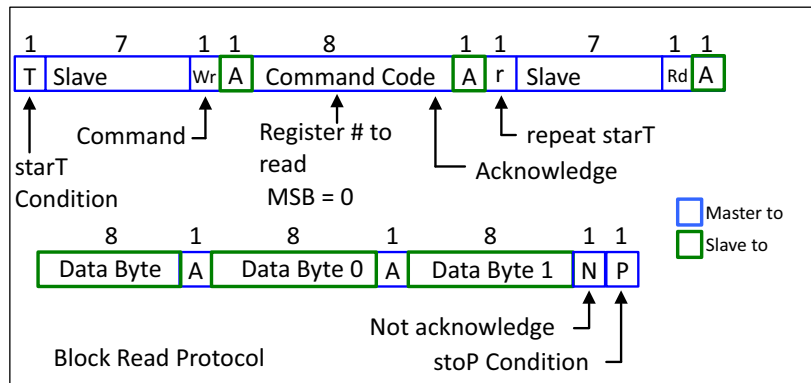 1 7 1 1 8 1 1 7 1 1
T Slave Wr A Command Code A r Slave Rd A
Command
Register # to
read
MSB = 0
repeat starT
Acknowledge
starT
Condition
Master to
Slave to
8 1 8 1 8 1 1
Data Byte A Data Byte 0 A Data Byte 1 N P
Not acknowledge
stoP Condition
Block Read Protocol